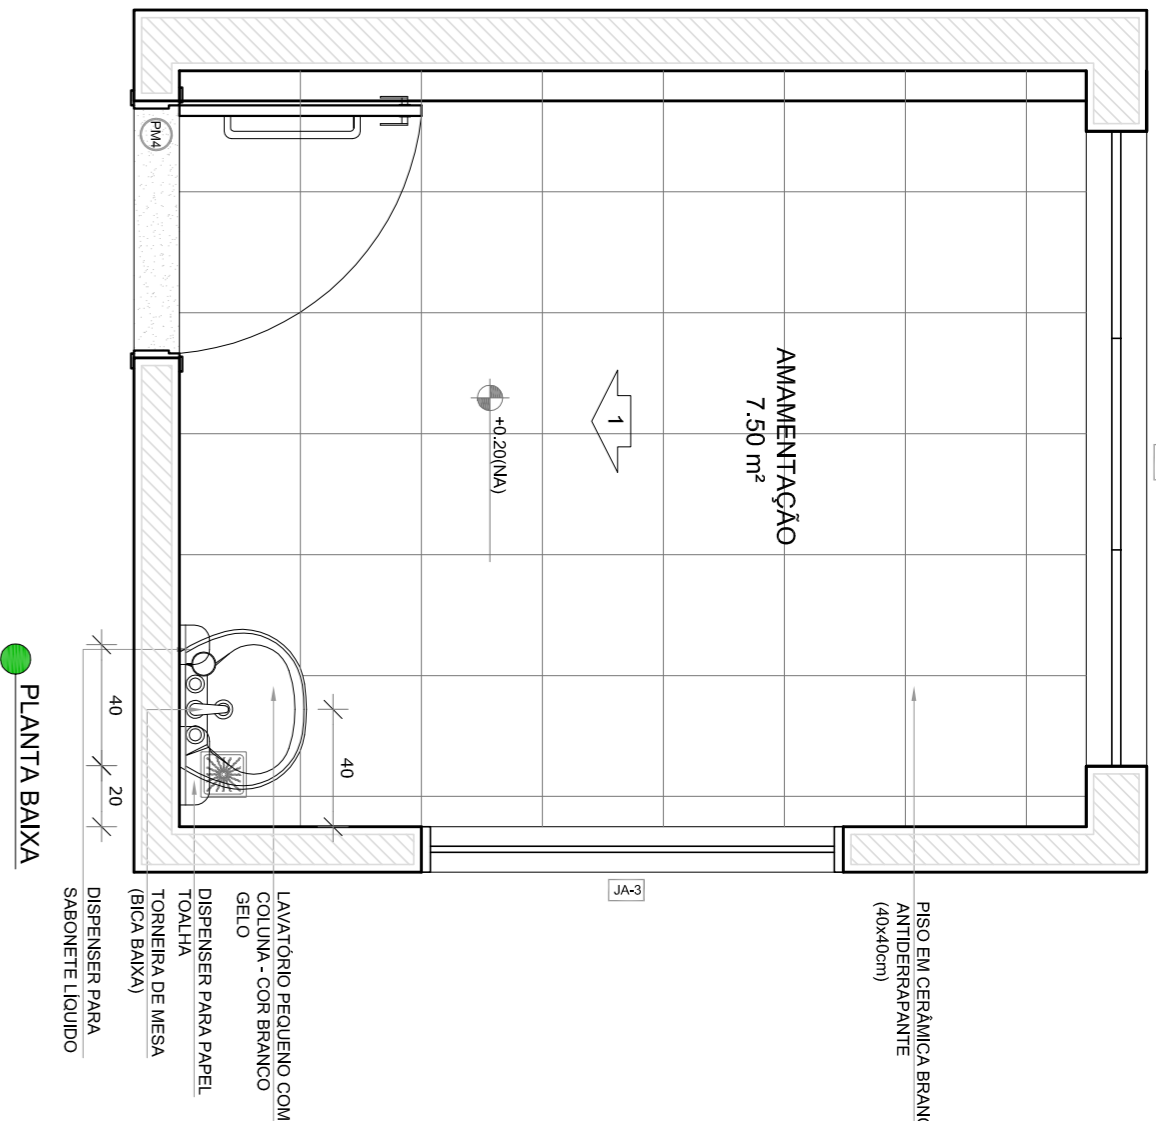 PM4
AMAMENTAÇÃO
7.50 m²
1
+0.20(NA)
40
40
20
JA-3
PISO EM CERÂMICA
ANTIDERRAPANTE
(40x40cm)
LAVATÓRIO PEQUENO COM
COLUNA - COR BRANCO
GELO
DISPENSER PARA PAPEL
TOALHA
TORNEIRA DE MESA
(BICA BAIXA)
DISPENSER PARA
SABONETE LÍQUIDO
PLANTA BAIXA